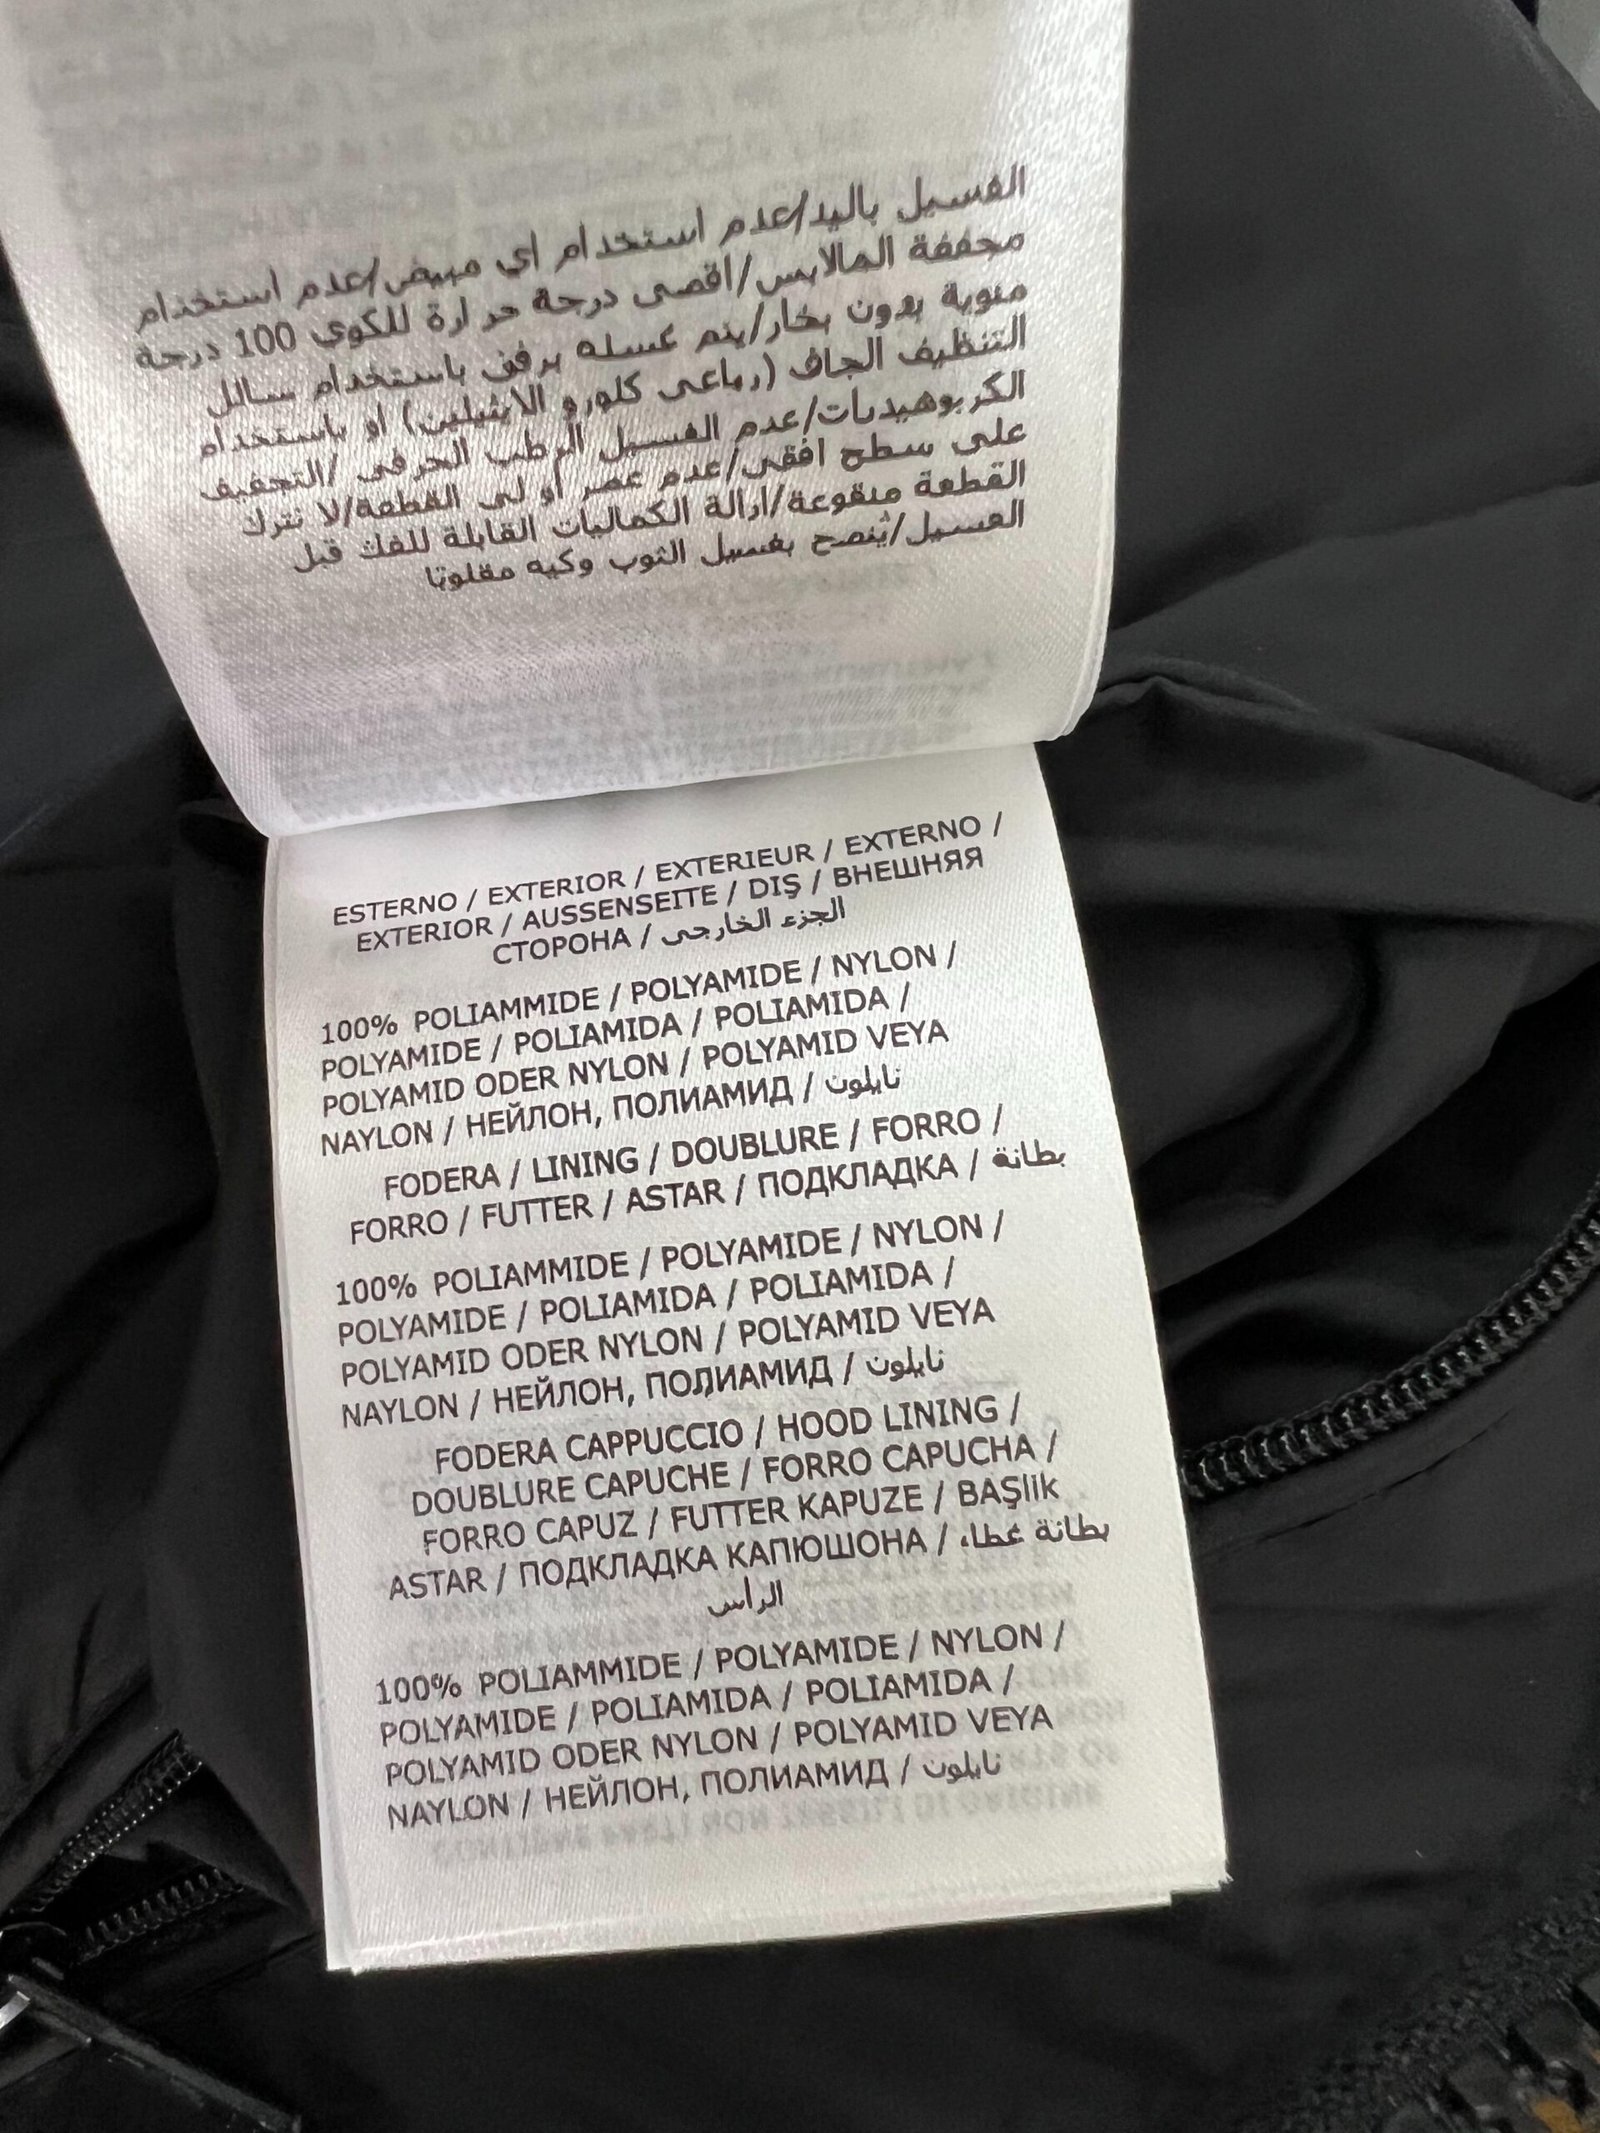 الغسيل باليد/عدم استخدام اي مبيض/عدم استخدام
مجففة الملابس/اقصى درجة حرارة للكوي 100 درجة
مئوية بدون بخار/يتم غسله برفق باستخدام سائل
التنظيف الجاف (رباعي كلورو الايثيلين) او باستخدام
الكربوهيدرات/عدم الغسيل الرطب الحرفي/التجفيف
على سطح افقي/عدم عصر او لي القطعة/لا تترك
القطعة منقوعة/ازالة الكماليات القابلة للفك قبل
الغسيل/يُنصح بغسيل الثوب وكيه مقلوبًا
ESTERNO / EXTERIOR / EXTERIEUR / EXTERNO /
EXTERIOR / AUSSENSEITE / DIŞ / ВНЕШНЯЯ
СТОРОНА / الجزء الخارجى
100% POLIAMMIDE / POLYAMIDE / NYLON /
POLYAMIDE / POLIAMIDA / POLIAMIDA /
POLYAMID ODER NYLON / POLYAMID VEYA
NAYLON / НЕЙЛОН, ПОЛИАМИД / نايلون
FODERA / LINING / DOUBLURE / FORRO /
FORRO / FUTTER / ASTAR / ПОДКЛАДКА / بطانة
100% POLIAMMIDE / POLYAMIDE / NYLON /
POLYAMIDE / POLIAMIDA / POLIAMIDA /
POLYAMID ODER NYLON / POLYAMID VEYA
NAYLON / НЕЙЛОН, ПОЛИАМИД / نايلون
FODERA CAPPUCCIO / HOOD LINING /
DOUBLURE CAPUCHE / FORRO CAPUCHA /
FORRO CAPUZ / FUTTER KAPUZE / BAŞlIK
ASTAR / ПОДКЛАДКА КАПЮШОНА / بطانة غطاء
الرأس
100% POLIAMMIDE / POLYAMIDE / NYLON /
POLYAMIDE / POLIAMIDA / POLIAMIDA /
POLYAMID ODER NYLON / POLYAMID VEYA
NAYLON / НЕЙЛОН, ПОЛИАМИД / نايلون